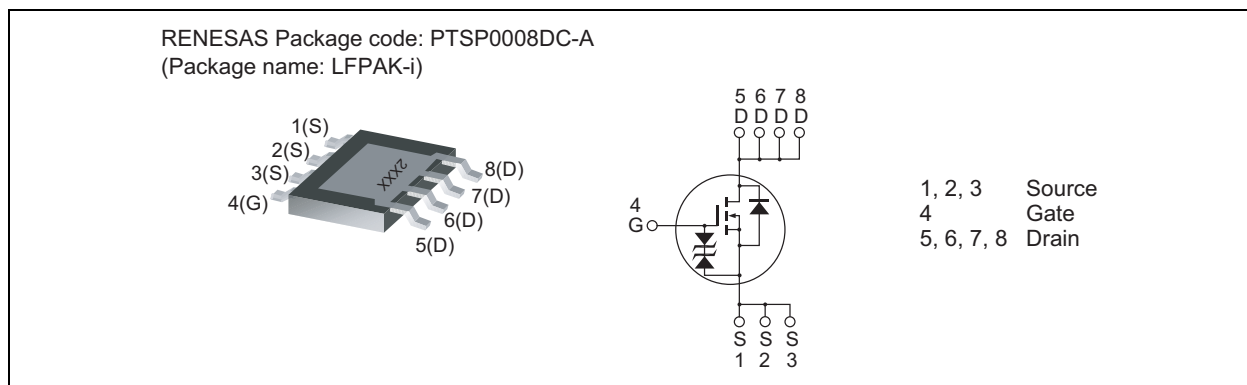 RENESAS Package code: PTSP0008DC-A
(Package name: LFPAK-i)
1(S)
2(S)
3(S)
4(G)
2XXX
8(D)
7(D)
6(D)
5(D)
5 6 7 8
D D D D
4
G
S S S
1 2 3
1, 2, 3 Source
4 Gate
5, 6, 7, 8 Drain